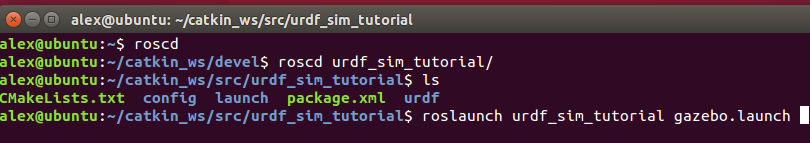 alex@ubuntu: ~/catkin_ws/src/urdf_sim_tutorial
alex@ubuntu:~$ roscd
alex@ubuntu:~/catkin_ws/devel$ roscd urdf_sim_tutorial/
alex@ubuntu:~/catkin_ws/src/urdf_sim_tutorial$ ls
CMakeLists.txt  config  launch  package.xml  urdf
alex@ubuntu:~/catkin_ws/src/urdf_sim_tutorial$ roslaunch urdf_sim_tutorial gazebo.launch